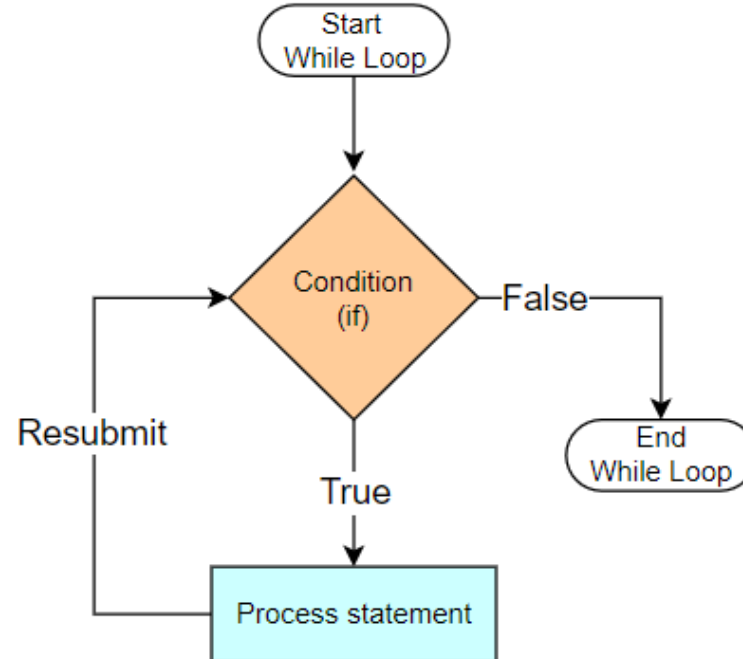 Start
While Loop
Condition
(if)
False
Resubmit
End
While Loop
True
Process statement